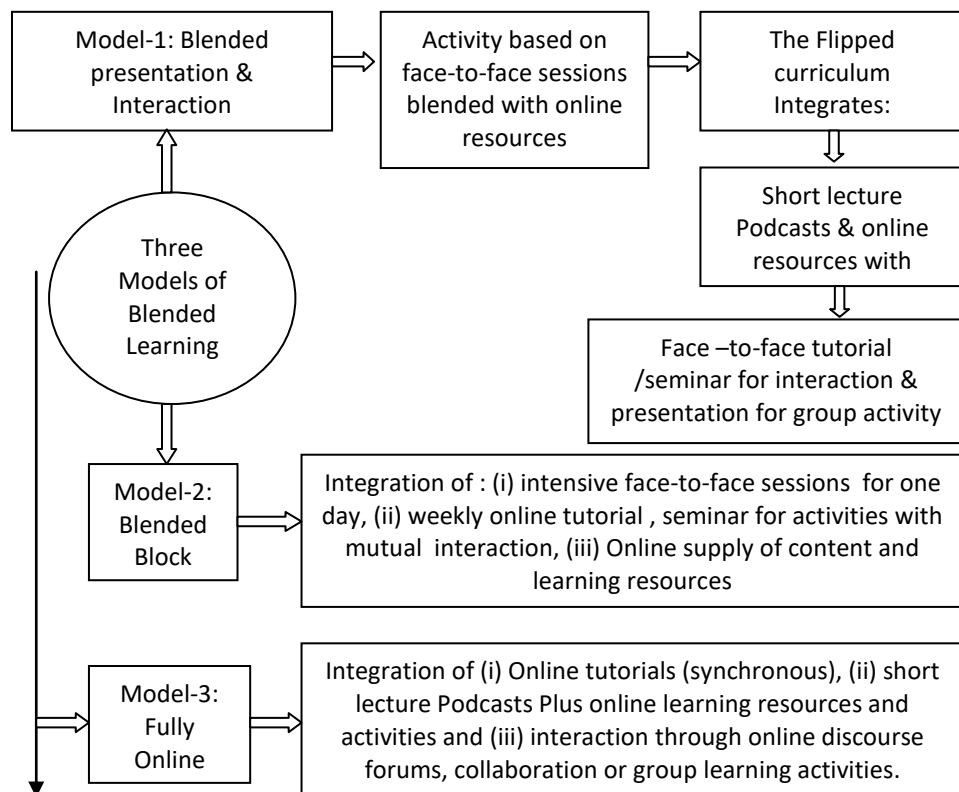 Model-1: Blended
presentation &
Interaction
Activity based on
face-to-face sessions
blended with online
resources
The Flipped
curriculum
Integrates:
Short lecture
Podcasts & online
resources with
Face –to-face tutorial
/seminar for interaction &
presentation for group activity
Three
Models of
Blended
Learning
Model-2:
Blended
Block
Integration of : (i) intensive face-to-face sessions for one
day, (ii) weekly online tutorial , seminar for activities with
mutual interaction, (iii) Online supply of content and
learning resources
Model-3:
Fully
Online
Integration of (i) Online tutorials (synchronous), (ii) short
lecture Podcasts Plus online learning resources and
activities and (iii) interaction through online discourse
forums, collaboration or group learning activities.